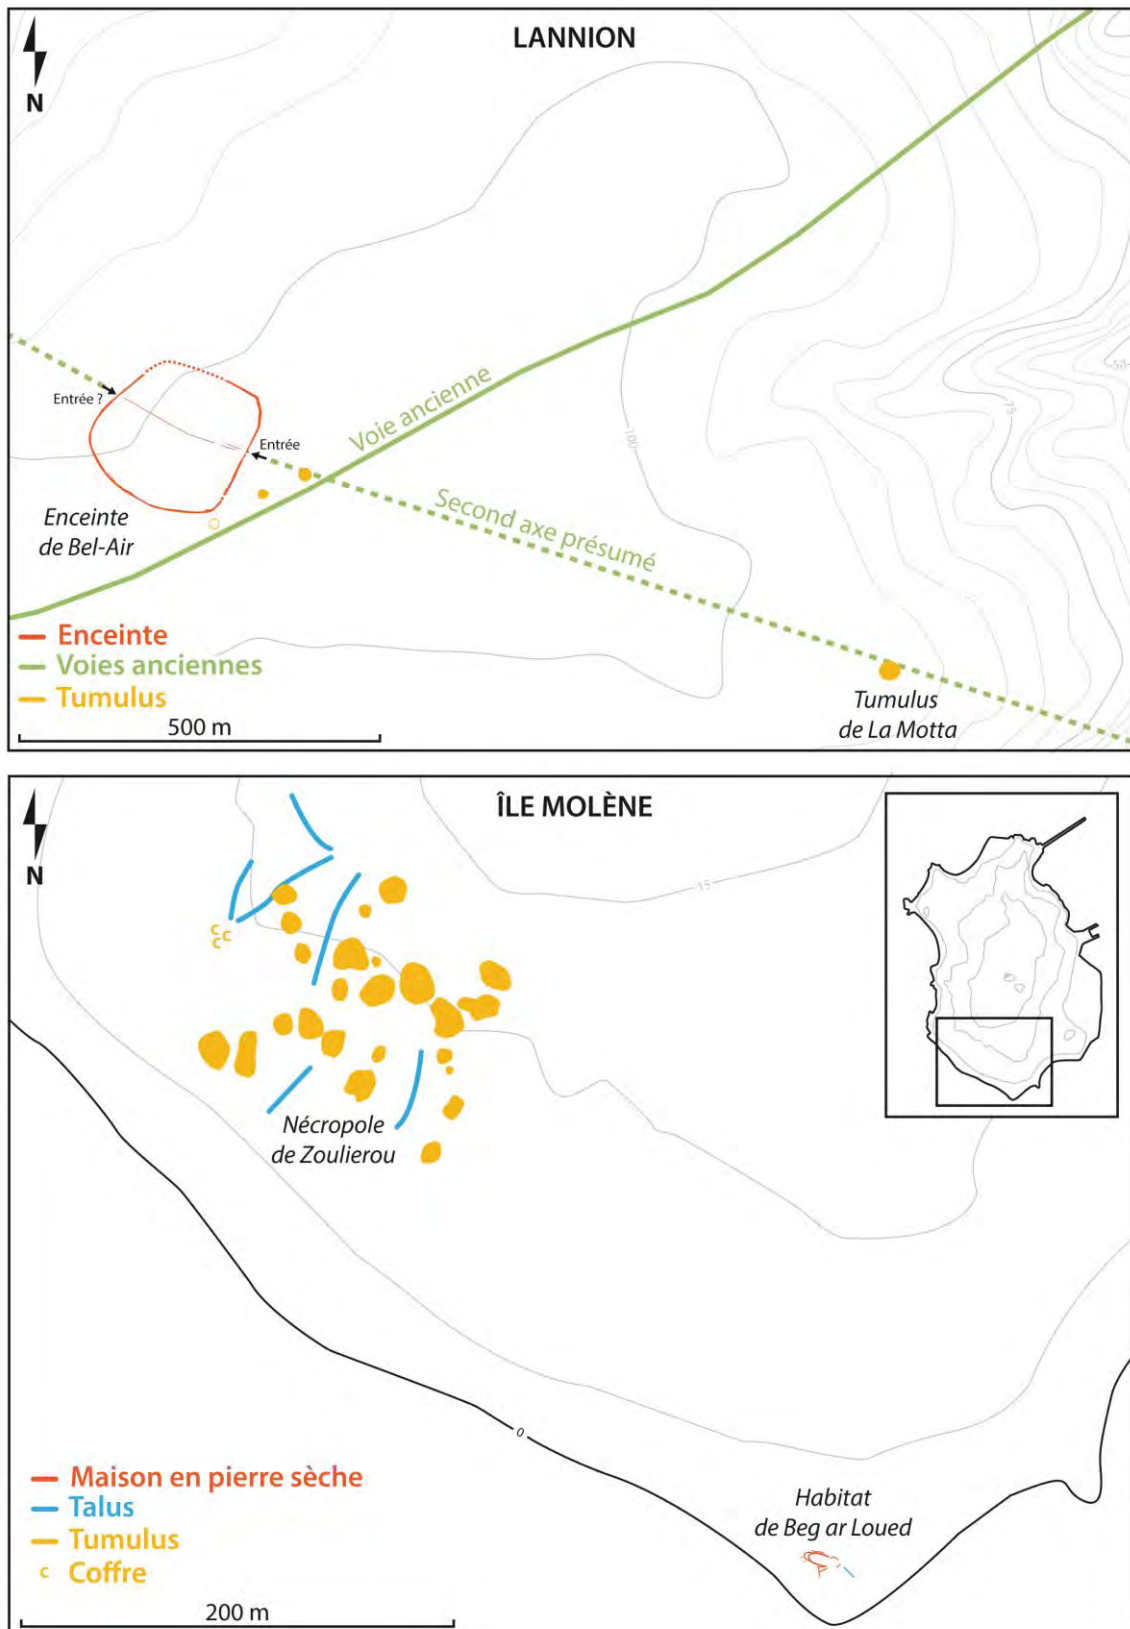 LANNION
N
Entrée ?
Entrée
Voie ancienne
100
50
75
Second axe présumé
Enceinte
de Bel-Air
Enceinte
Voies anciennes
Tumulus
500 m
Tumulus
de La Motta
ÎLE MOLÈNE
N
15
c
c
c
Nécropole
de Zoulierou
0
Maison en pierre sèche
Talus
Tumulus
c Coffre
200 m
Habitat
de Beg ar Loued